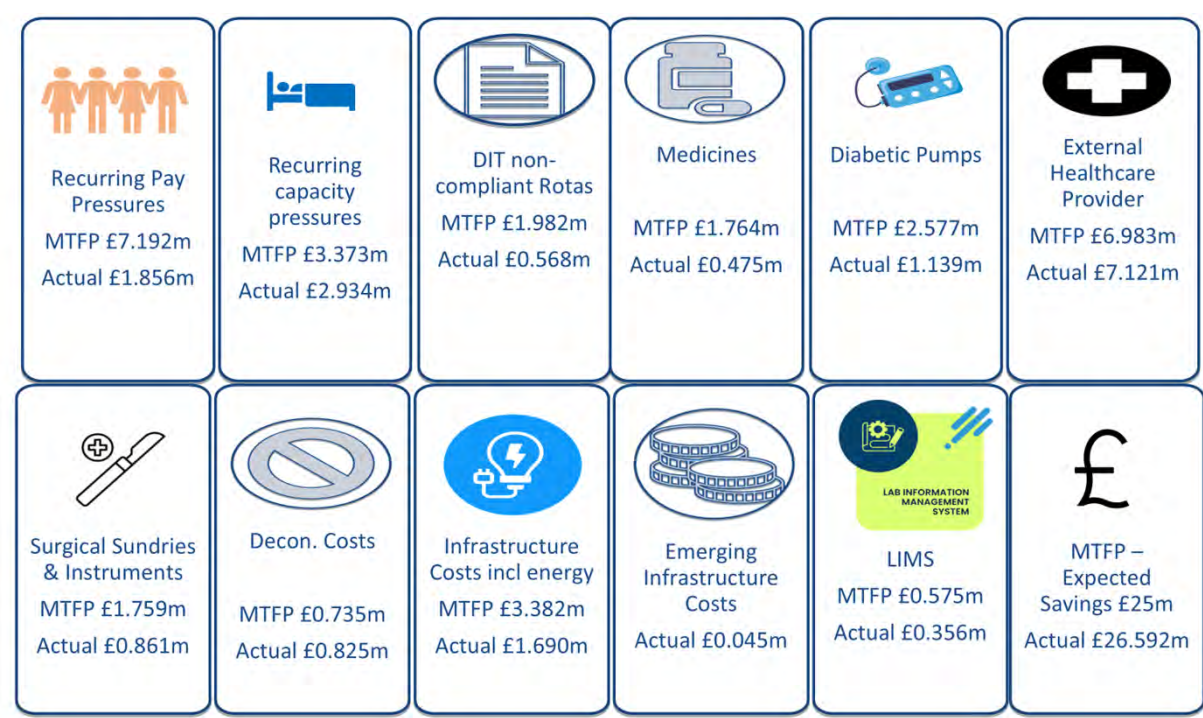 Recurring Pay
Pressures
MTFP £7.192m
Actual £1.856m
Recurring
capacity
pressures
MTFP £3.373m
Actual £2.934m
DIT non-
compliant Rotas
MTFP £1.982m
Actual £0.568m
Medicines
MTFP £1.764m
Actual £0.475m
Diabetic Pumps
MTFP £2.577m
Actual £1.139m
External
Healthcare
Provider
MTFP £6.983m
Actual £7.121m
Surgical Sundries
& Instruments
MTFP £1.759m
Actual £0.861m
Decon. Costs
MTFP £0.735m
Actual £0.825m
Infrastructure
Costs incl energy
MTFP £3.382m
Actual £1.690m
Emerging
Infrastructure
Costs
Actual £0.045m
LAB INFORMATION
MANAGEMENT
SYSTEM
LIMS
MTFP £0.575m
Actual £0.356m
£
MTFP –
Expected
Savings £25m
Actual £26.592m